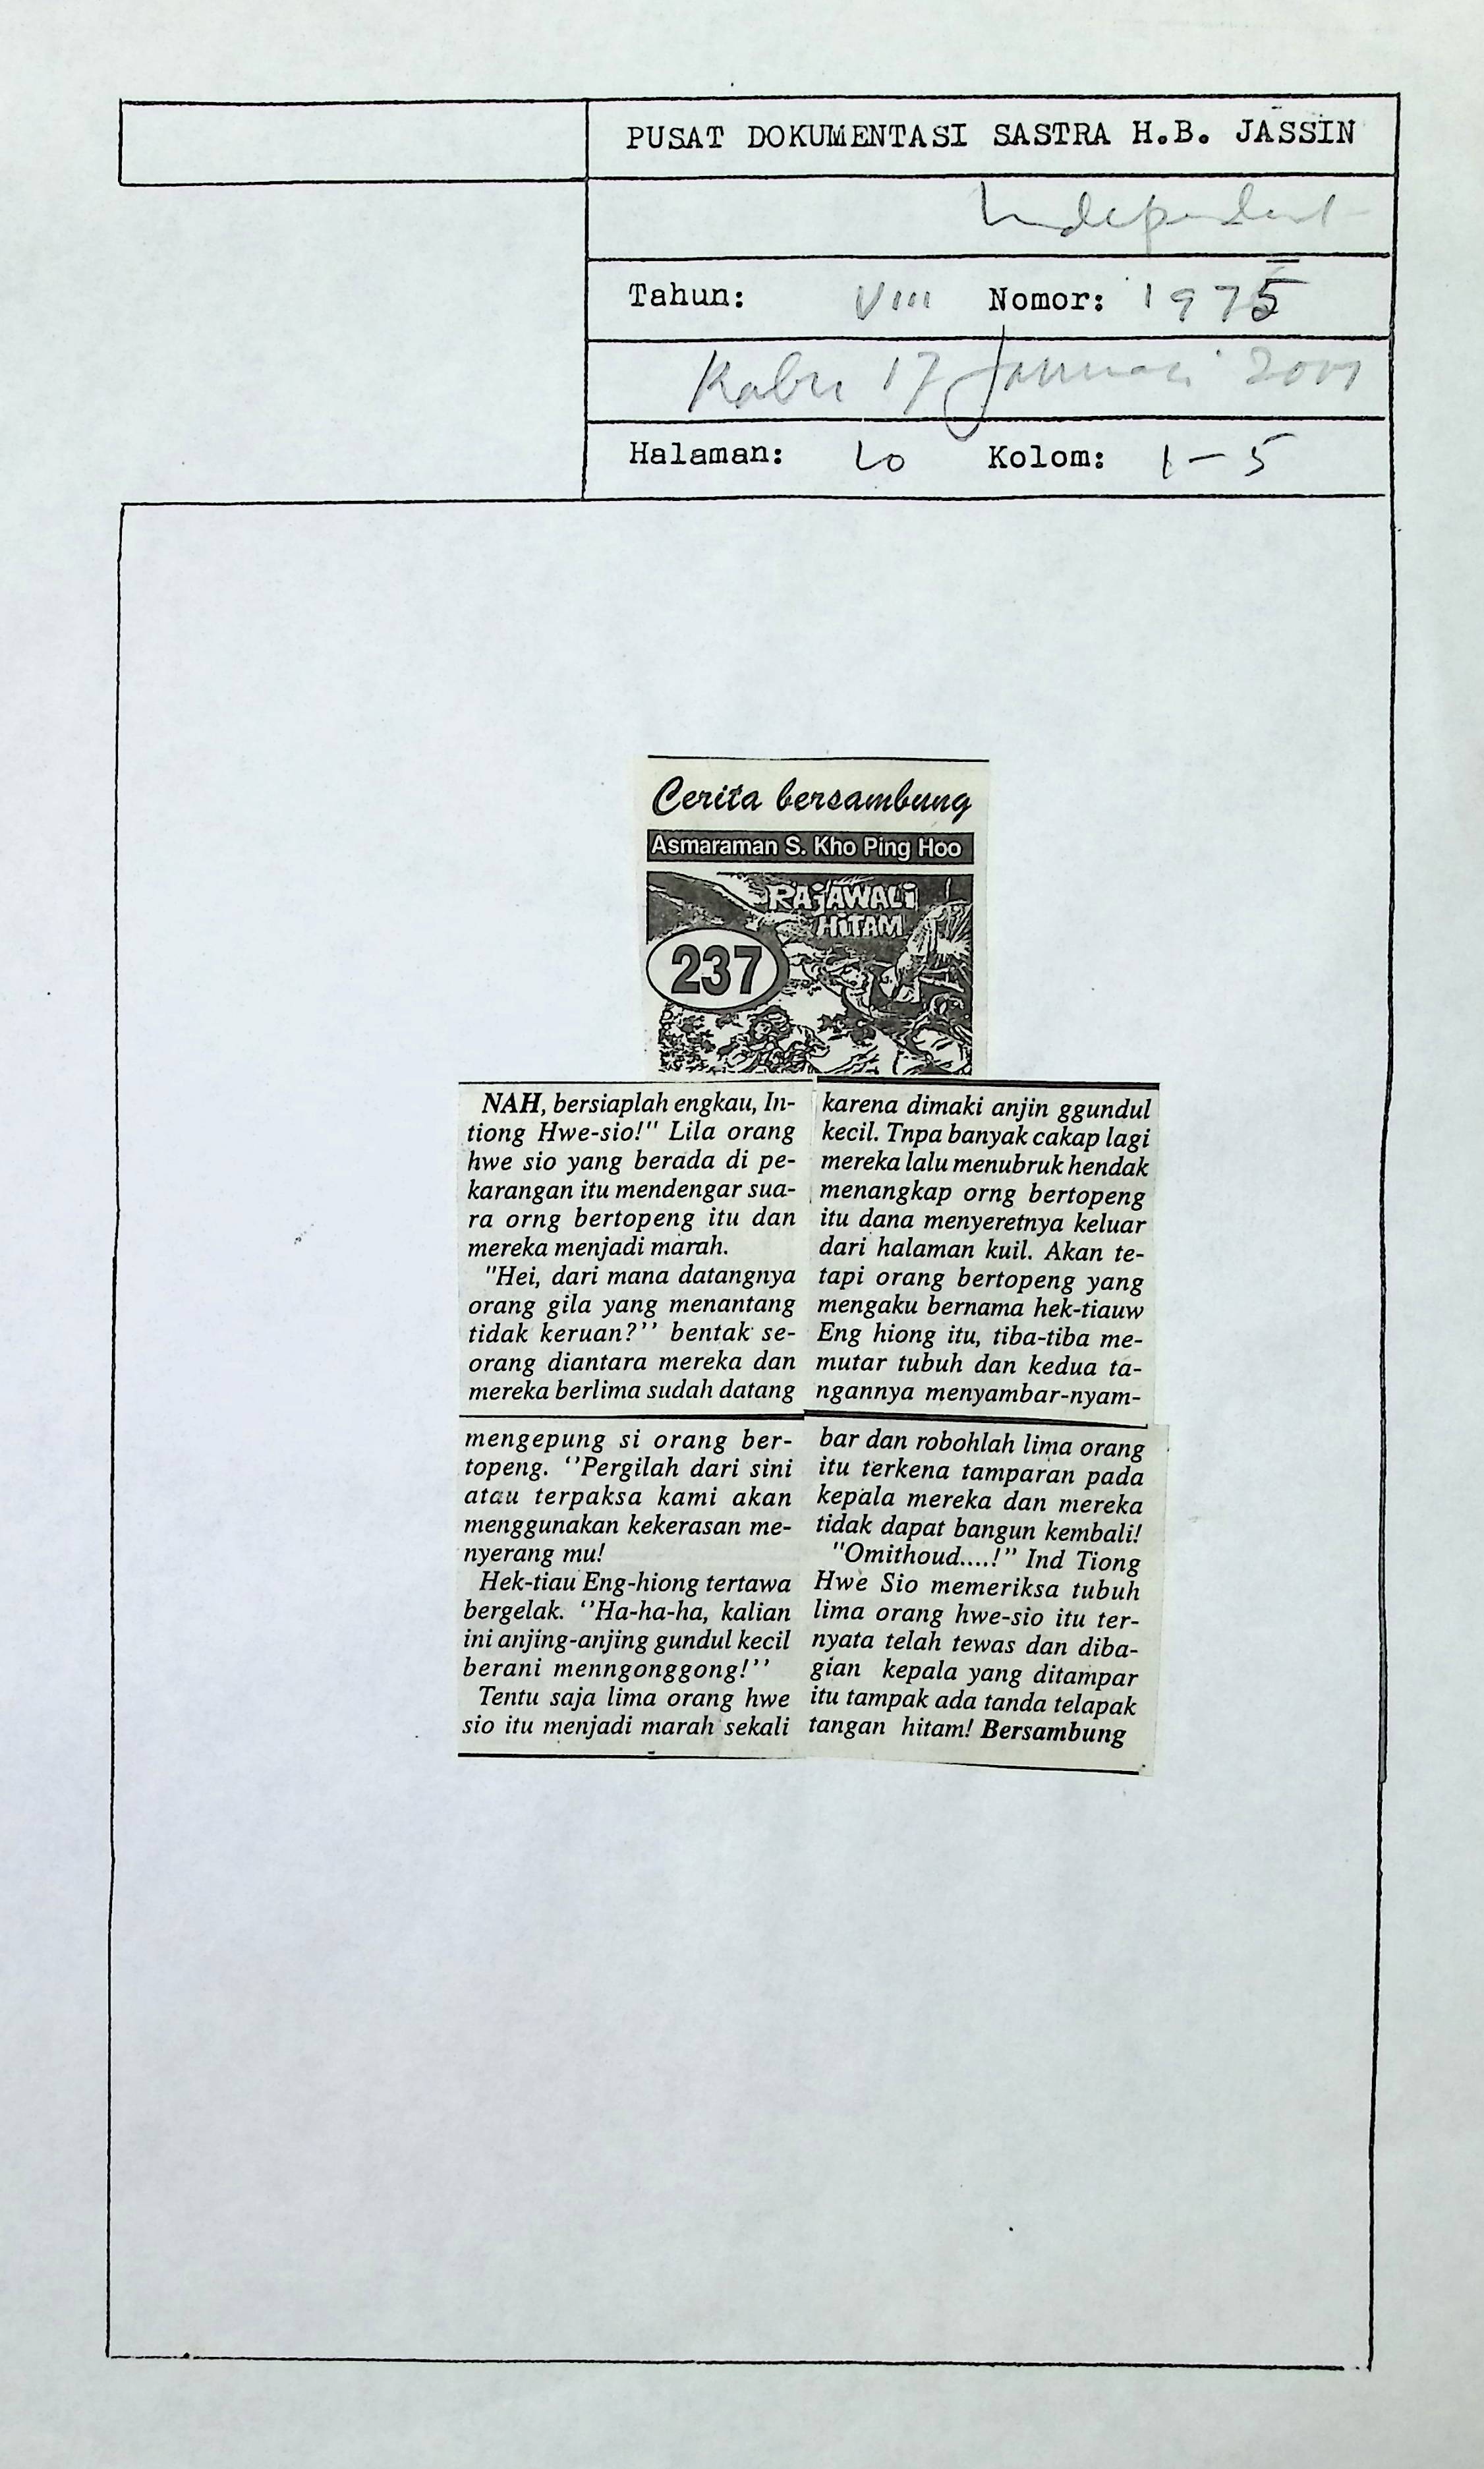 PUSAT DOKUMENTASI SASTRA H.B. JASSIN
Independent
Tahun: VIII Nomor: 1975
Rabu 17 Januari 2001
Halaman: Kolom: 1-5
Cerita bersambung
Asmaraman S. Kho Ping Hoo
RAJAWALI
HITAM
237
NAH, bersiaplah engkau, In-
tiong Hwe-sio!" Lila orang
hwe sio yang berada di pe-
karangan itu mendengar sua-
ra orng bertopeng itu dan
mereka menjadi marah.
"Hei, dari mana datangnya
orang gila yang menantang
tidak keruan?'' bentak se-
orang diantara mereka dan
mereka berlima sudah datang
mengepung si orang ber-
topeng. ‘’Pergilah dari sini
atau terpaksa kami akan
menggunakan kekerasan me-
nyerang mu!
Hek-tiau Eng-hiong tertawa
bergelak. ‘’Ha-ha-ha, kalian
ini anjing-anjing gundul kecil
berani menngonggong!’’
Tentu saja lima orang hwe
sio itu menjadi marah sekali
karena dimaki anjin ggundul
kecil. Tnpa banyak cakap lagi
mereka lalu menubruk hendak
menangkap orng bertopeng
itu dana menyeretnya keluar
dari halaman kuil. Akan te-
tapi orang bertopeng yang
mengaku bernama hek-tiauw
Eng hiong itu, tiba-tiba me-
mutar tubuh dan kedua ta-
ngannya menyambar-nyam-
bar dan robohlah lima orang
itu terkena tamparan pada
kepala mereka dan mereka
tidak dapat bangun kembali!
"Omithoud....!” Ind Tiong
Hwe Sio memeriksa tubuh
lima orang hwe-sio itu ter-
nyata telah tewas dan diba-
gian kepala yang ditampar
itu tampak ada tanda telapak
tangan hitam! Bersambung